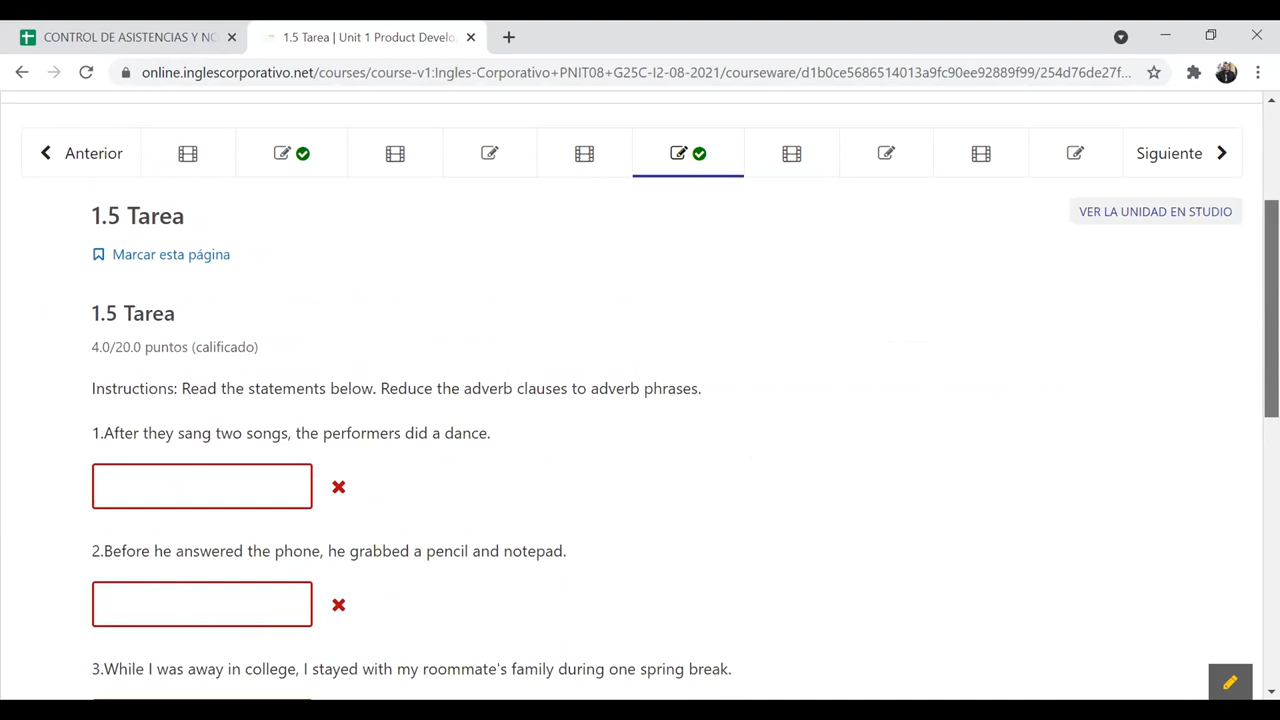 CONTROL DE ASISTENCIAS Y NO
1.5 Tarea | Unit 1 Product Develo
online.inglescorporativo.net/courses/course-v1:Ingles-Corporativo+PNIT08+G25C-I2-08-2021/courseware/d1b0ce5686514013a9fc90ee92889f99/254d76de27f...
Anterior
Siguiente
1.5 Tarea
VER LA UNIDAD EN STUDIO
Marcar esta página
1.5 Tarea
4.0/20.0 puntos (calificado)
Instructions: Read the statements below. Reduce the adverb clauses to adverb phrases.
1.After they sang two songs, the performers did a dance.
2.Before he answered the phone, he grabbed a pencil and notepad.
3.While I was away in college, I stayed with my roommate's family during one spring break.